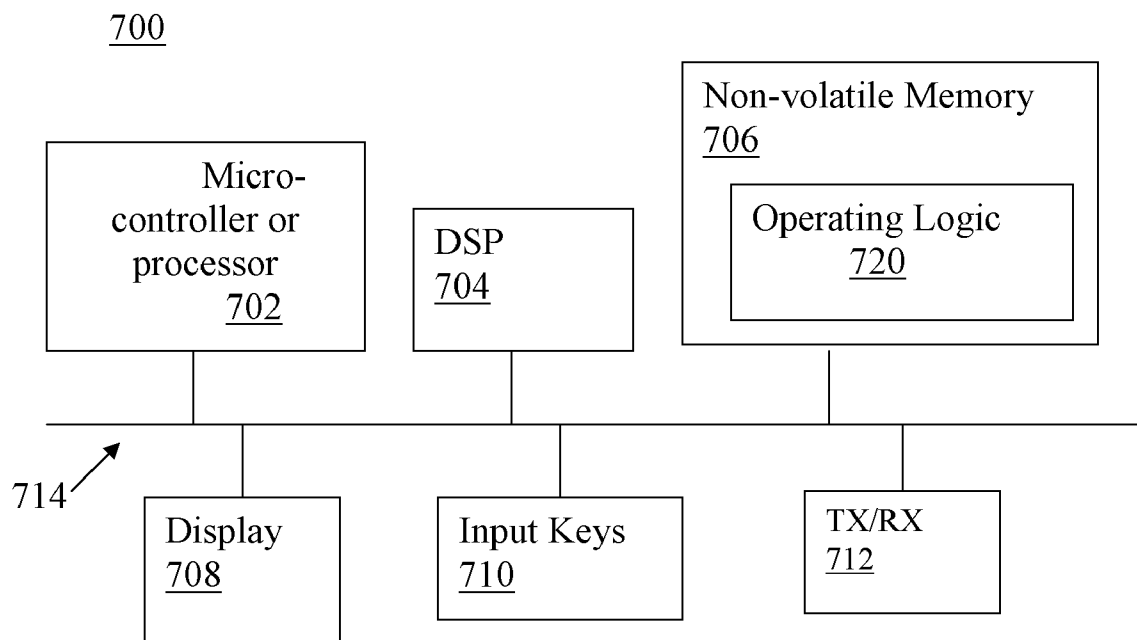 700
Non-volatile Memory
706
Micro-
controller or
processor
702
DSP
704
Operating Logic
720
714
Display
708
Input Keys
710
TX/RX
712